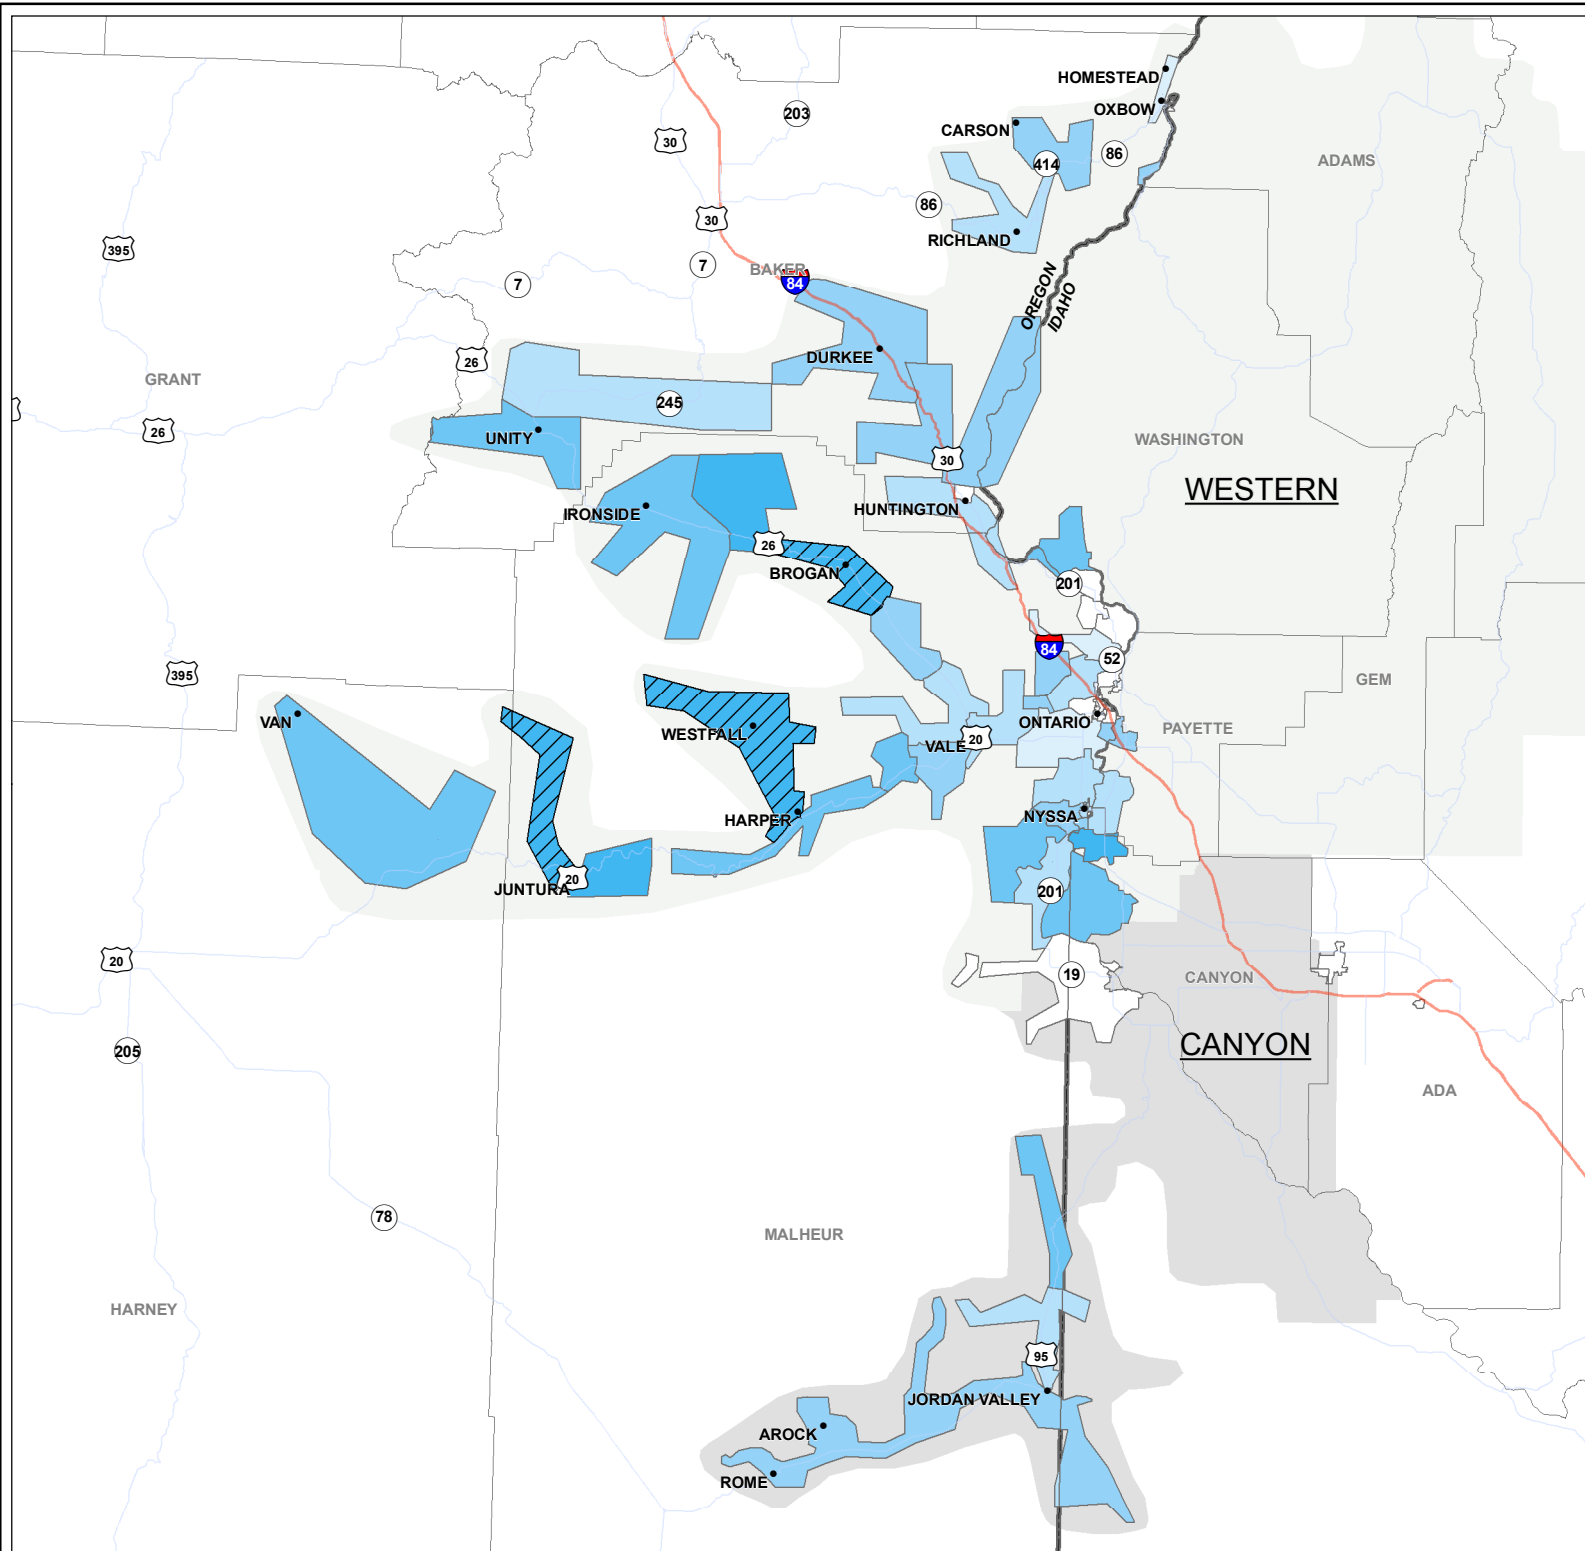 HOMESTEAD
OXBOW
203
CARSON
30
86
414
ADAMS
86
30
RICHLAND
395
7
BAKER
84
7
OREGON
IDAHO
DURKEE
26
GRANT
245
26
UNITY
WASHINGTON
30
WESTERN
HUNTINGTON
IRONSIDE
26
BROGAN
201
84
52
395
GEM
VAN
ONTARIO
PAYETTE
WESTFALL
VALE
20
HARPER
NYSSA
JUNTURA
20
201
20
19
CANYON
CANYON
205
ADA
78
MALHEUR
HARNEY
95
JORDAN VALLEY
AROCK
ROME